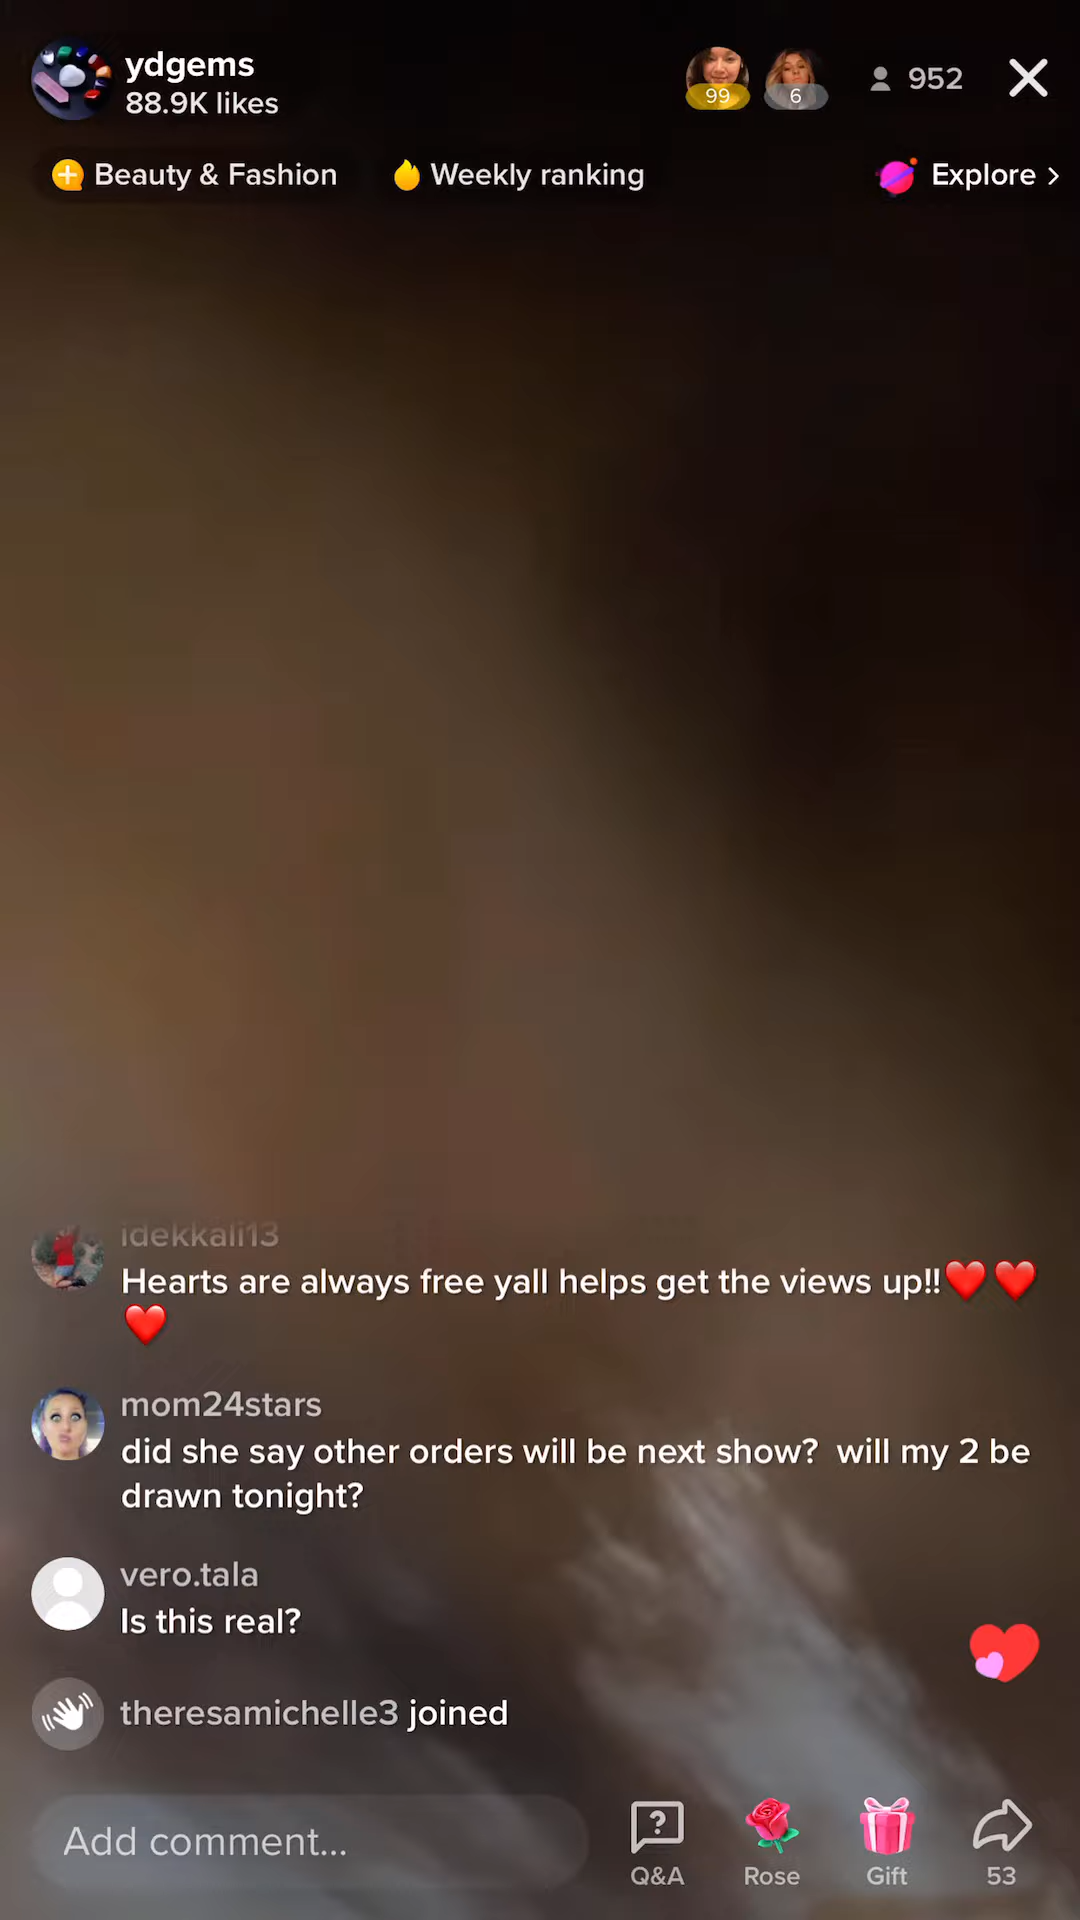 ydgems
88.9K likes
99
6
952
Beauty & Fashion
Weekly ranking
Explore >
idekkali13
Hearts are always free yall helps get the views up!!❤️❤️
❤️
mom24stars
did she say other orders will be next show?  will my 2 be
drawn tonight?
vero.tala
Is this real?
theresamichelle3 joined
Add comment...
Q&A
Rose
Gift
53